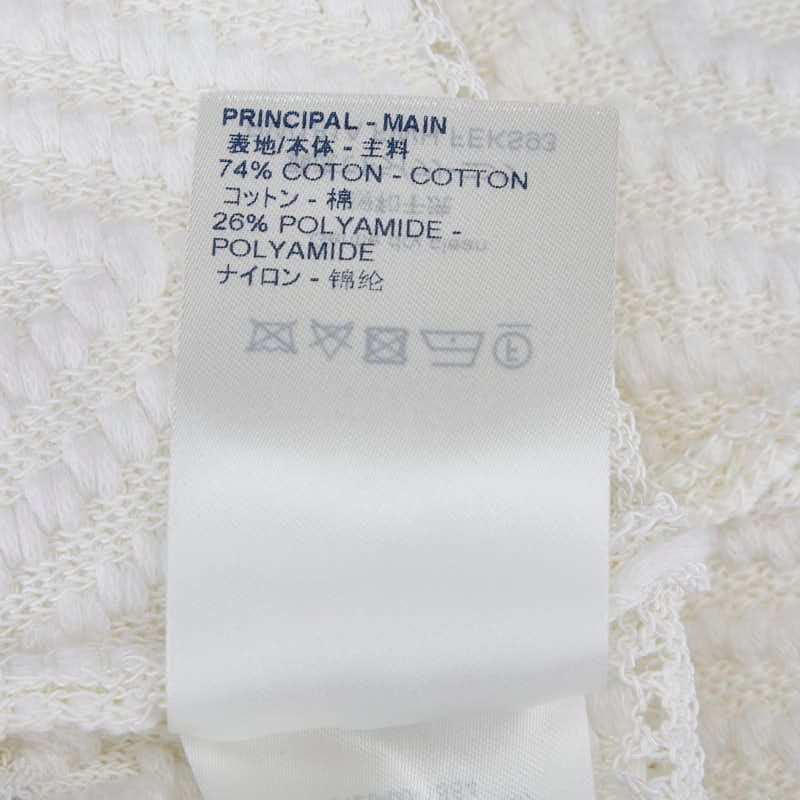 PRINCIPAL - MAIN
表地/本体 - 主料
74% COTON - COTTON
コットン - 棉
26% POLYAMIDE -
POLYAMIDE
ナイロン - 锦纶